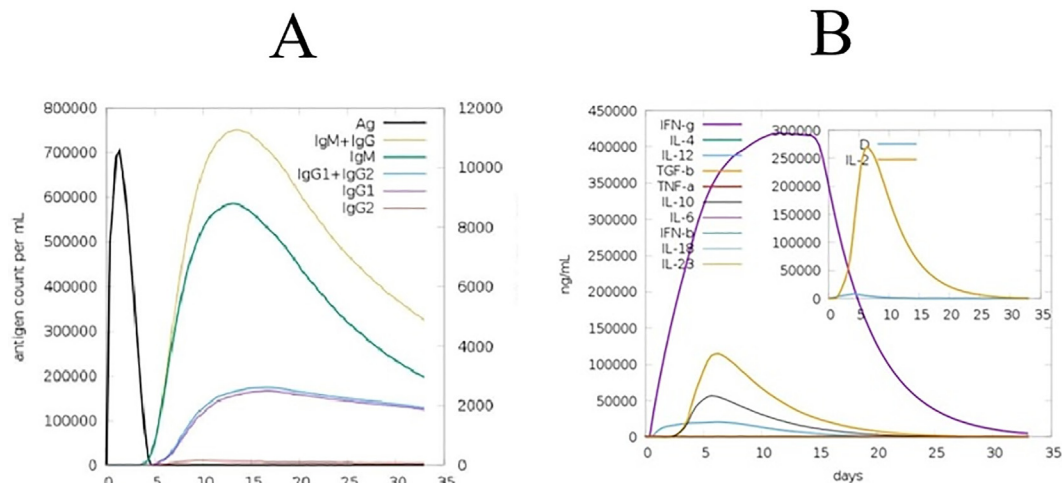 A
B
800000
700000
600000
500000
400000
300000
200000
100000
0
antigen count per mL
12000
10000
8000
6000
4000
2000
0
Ag
IgM+IgG
IgM
IgG1+IgG2
IgG1
IgG2
0 5 10 15 20 25 30 35
450000
400000
350000
300000
250000
200000
150000
100000
50000
0
ng/mL
IFN-g
IL-4
IL-12
TGF-b
TNF-a
IL-10
IL-6
IFN-b
IL-18
IL-23
0 5 10 15 20 25 30 35
days
300000
250000
200000
150000
100000
50000
0
D
IL-2
0 5 10 15 20 25 30 35